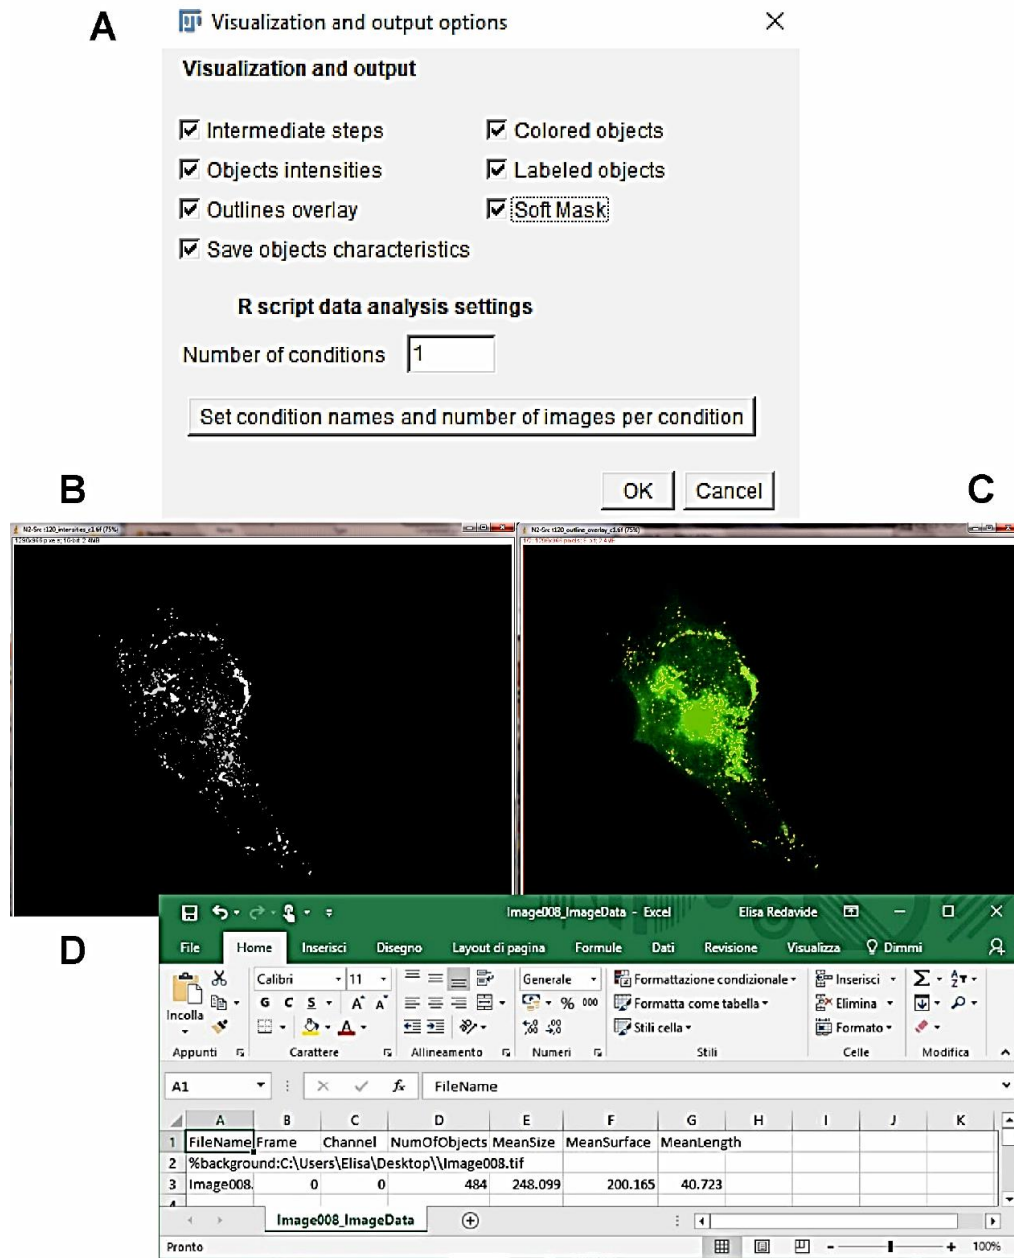 A
Visualization and output options
Visualization and output
Intermediate steps Colored objects
Objects intensities Labeled objects
Outlines overlay Soft Mask
Save objects characteristics
R script data analysis settings
Number of conditions 1
Set condition names and number of images per condition
OK Cancel
B
C
D
Image008_ImageData - Excel Elisa Redavide
File Home Inserisci Disegno Layout di pagina Formule Dati Revisione Visualizza Dimmi
Incolla
Calibri 11 Generale
G C S A A % 000
Formattazione condizionale
Formatta come tabella
Stili cella
Inserisci
Elimina
Formato
Appunti Carattere Allineamento Numeri Stili Celle Modifica
A1 fx FileName
A B C D E F G H I J K
1 FileName Frame Channel NumOfObjects MeanSize MeanSurface MeanLength
2 %background:C:\Users\Elisa\Desktop\\Image008.tif
3 Image008. 0 0 484 248.099 200.165 40.723
Image008_ImageData
Pronto 100%